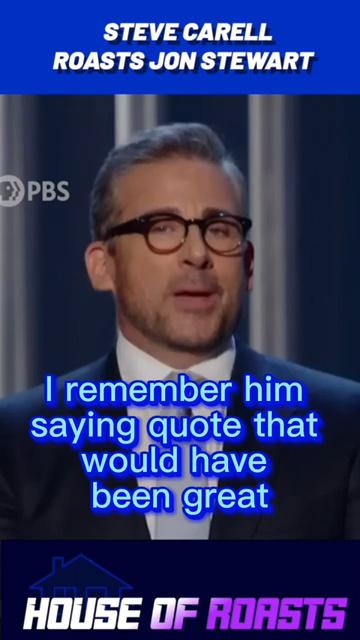 STEVE CARELL
ROASTS JON STEWART
PBS
I remember him
saying quote that
would have
been great
HOUSE OF ROASTS